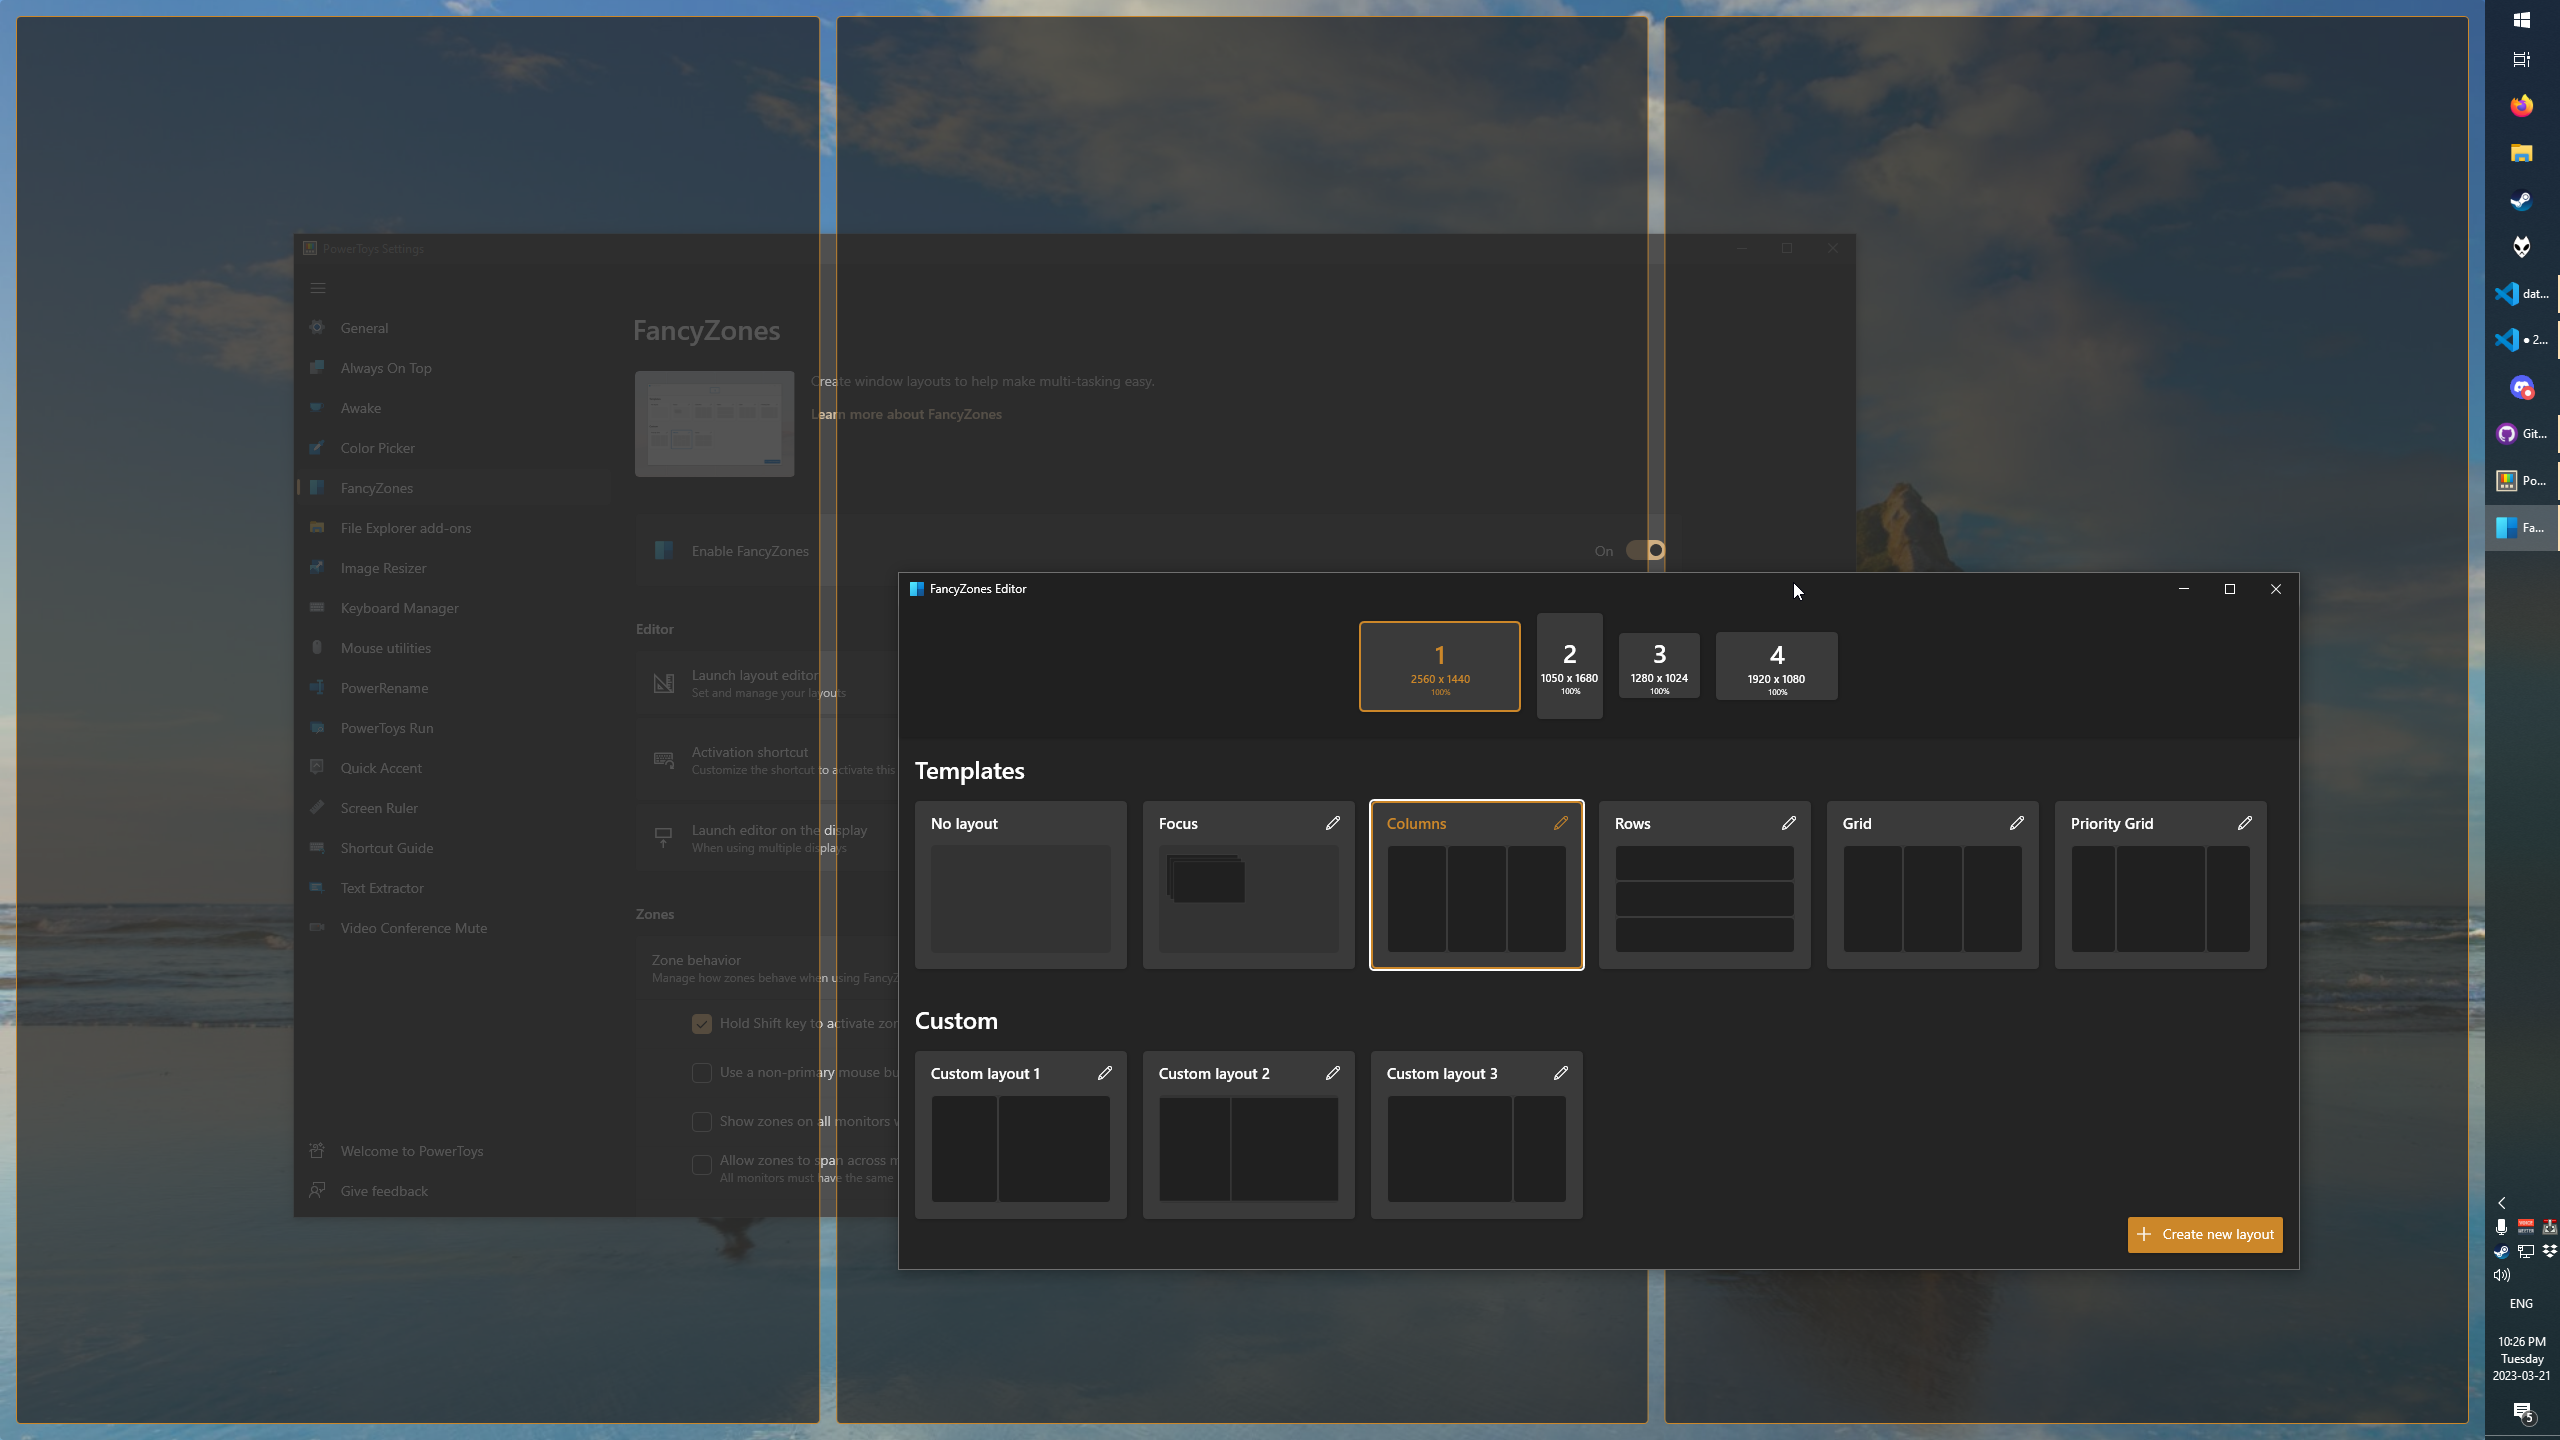 PowerToys Settings
General
Always On Top
Awake
Color Picker
FancyZones
File Explorer add-ons
Image Resizer
Keyboard Manager
Mouse utilities
PowerRename
PowerToys Run
Quick Accent
Screen Ruler
Shortcut Guide
Text Extractor
Video Conference Mute
Welcome to PowerToys
Give feedback
FancyZones
Create window layouts to help make multi-tasking easy.
Learn more about FancyZones
Enable FancyZones
On
Editor
Launch layout editor
Set and manage your layouts
Activation shortcut
Customize the shortcut to activate this
Launch editor on the display
When using multiple displays
Zones
Zone behavior
Manage how zones behave when using FancyZ
Hold Shift key to activate zon
Use a non-primary mouse bu
Show zones on all monitors w
Allow zones to span across m
All monitors must have the same
FancyZones Editor
1
2560 x 1440
100%
2
1050 x 1680
100%
3
1280 x 1024
100%
4
1920 x 1080
100%
Templates
No layout
Focus
Columns
Rows
Grid
Priority Grid
Custom
Custom layout 1
Custom layout 2
Custom layout 3
Create new layout
dat...
● 2...
Git...
Po...
Fa...
ENG
10:26 PM
Tuesday
2023-03-21
5